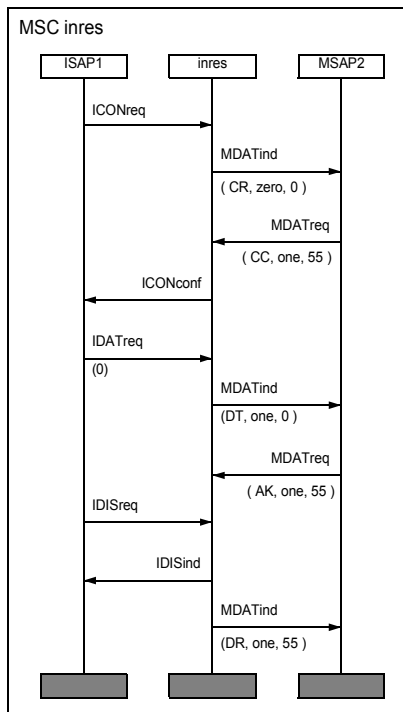 MSC inres
ISAP1 inres MSAP2
ICONreq
MDATind
( CR, zero, 0 )
MDATreq
( CC, one, 55 )
ICONconf
IDATreq
(0)
MDATind
(DT, one, 0 )
MDATreq
( AK, one, 55 )
IDISreq
IDISind
MDATind
(DR, one, 55 )